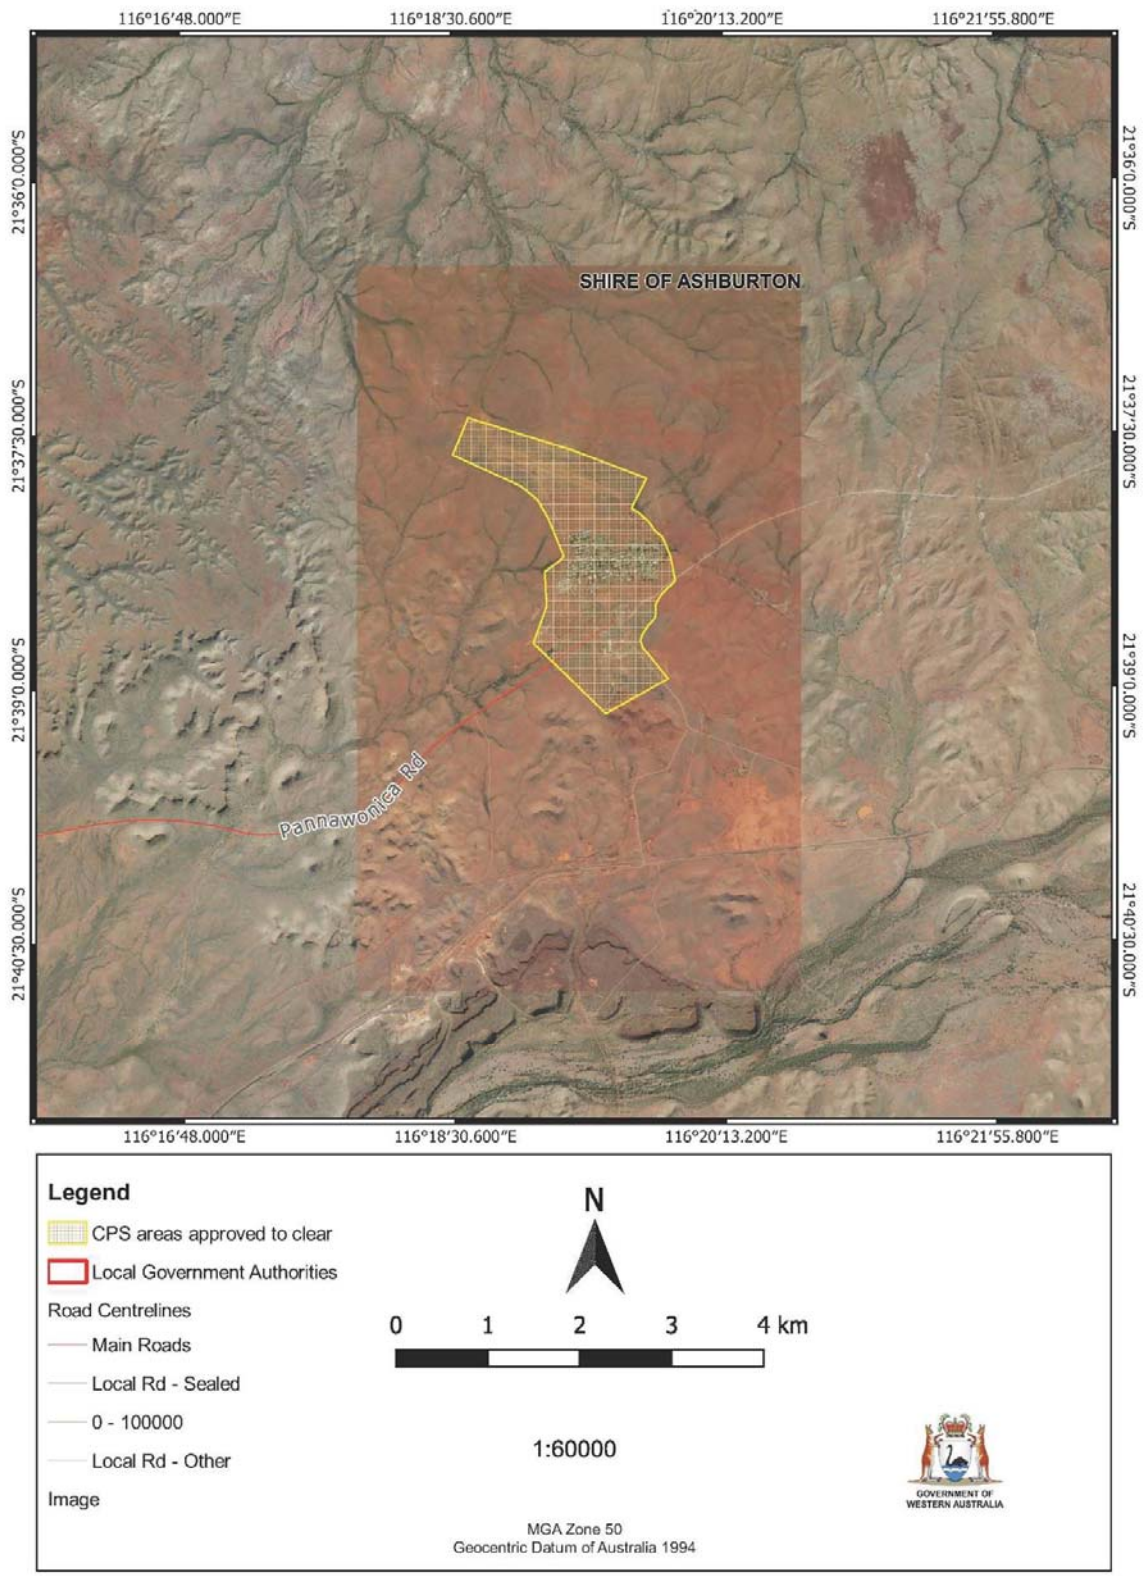 116°16'48.000"E 116°18'30.600"E 116°20'13.200"E 116°21'55.800"E
21°36'0.000"S
21°36'0.000"S
SHIRE OF ASHBURTON
21°37'30.000"S
21°37'30.000"S
21°39'0.000"S
21°39'0.000"S
Pannawonica Rd
21°40'30.000"S
21°40'30.000"S
116°16'48.000"E 116°18'30.600"E 116°20'13.200"E 116°21'55.800"E
Legend
CPS areas approved to clear
Local Government Authorities
Road Centrelines
Main Roads
Local Rd - Sealed
0 - 100000
Local Rd - Other
Image
N
0 1 2 3 4 km
1:60000
MGA Zone 50
Geocentric Datum of Australia 1994
GOVERNMENT OF
WESTERN AUSTRALIA